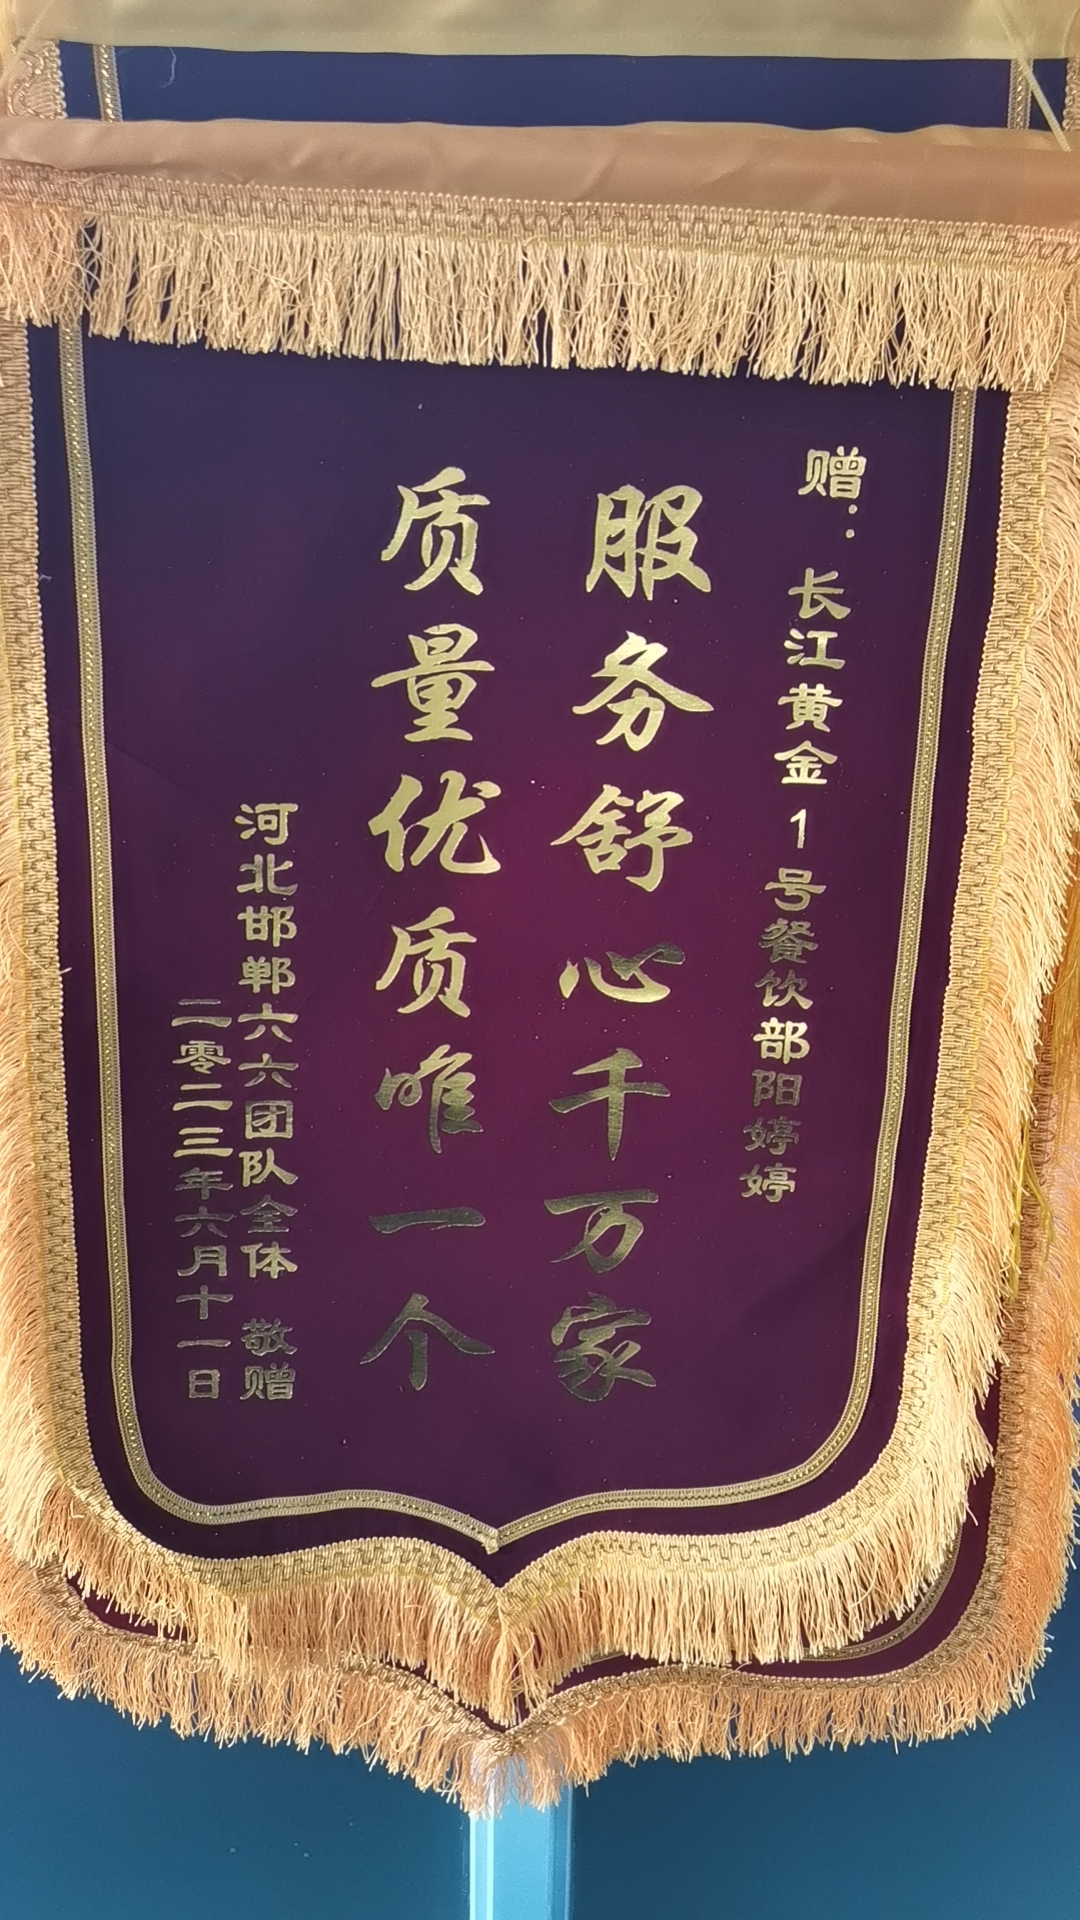 赠：长江黄金1号餐饮部阳婷婷
服务舒心千万家
质量优质唯一个
河北邯郸六六团队全体 敬赠
二零二三年六月十一日